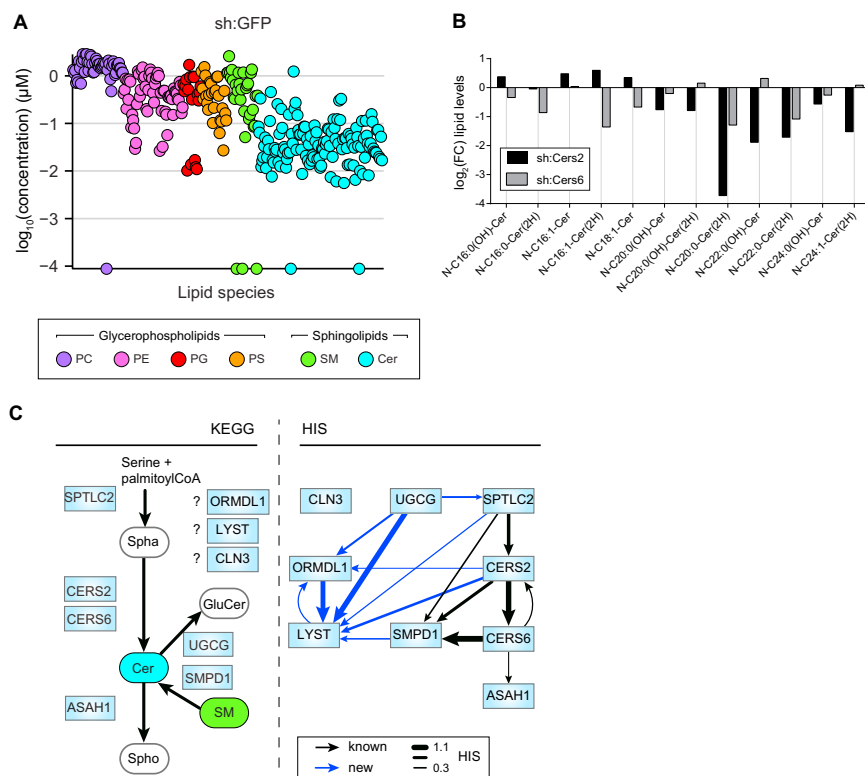 A
sh:GFP
log10(concentration) (μM)
0
−1
−2
−3
−4
Lipid species
Glycerophospholipids
Sphingolipids
PC
PE
PG
PS
SM
Cer
B
log2(FC) lipid levels
1
0
-1
-2
-3
-4
sh:Cers2
sh:Cers6
N-C16:0(OH)-Cer
N-C16:0-Cer(2H)
N-C16:1-Cer
N-C16:1-Cer(2H)
N-C18:1-Cer
N-C20:0(OH)-Cer
N-C20:0(OH)-Cer(2H)
N-C20:0-Cer(2H)
N-C22:0(OH)-Cer
N-C22:0-Cer(2H)
N-C24:0(OH)-Cer
N-C24:1-Cer(2H)
C
KEGG
Serine +
palmitoylCoA
SPTLC2
? ORMDL1
? LYST
? CLN3
Spha
CERS2
CERS6
GluCer
UGCG
Cer
SMPD1
ASAH1
SM
Spho
HIS
CLN3
UGCG
SPTLC2
ORMDL1
CERS2
LYST
SMPD1
CERS6
ASAH1
known
new
1.1
HIS
0.3